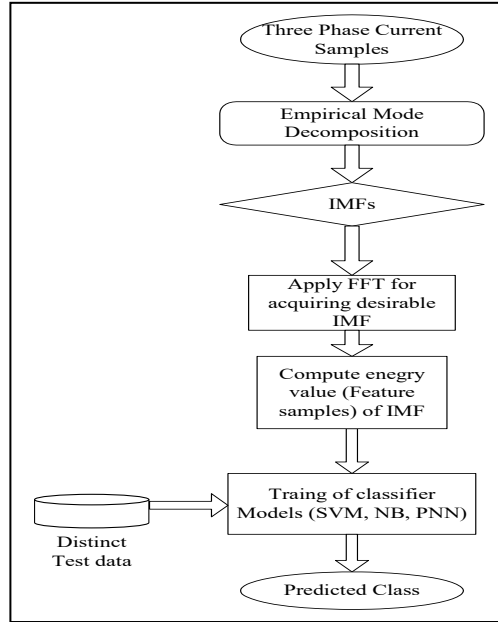 Three Phase Current
Samples
Empirical Mode
Decomposition
IMFs
Apply FFT for
acquiring desirable
IMF
Compute enegry
value (Feature
samples) of IMF
Traing of classifier
Models (SVM, NB, PNN)
Distinct
Test data
Predicted Class